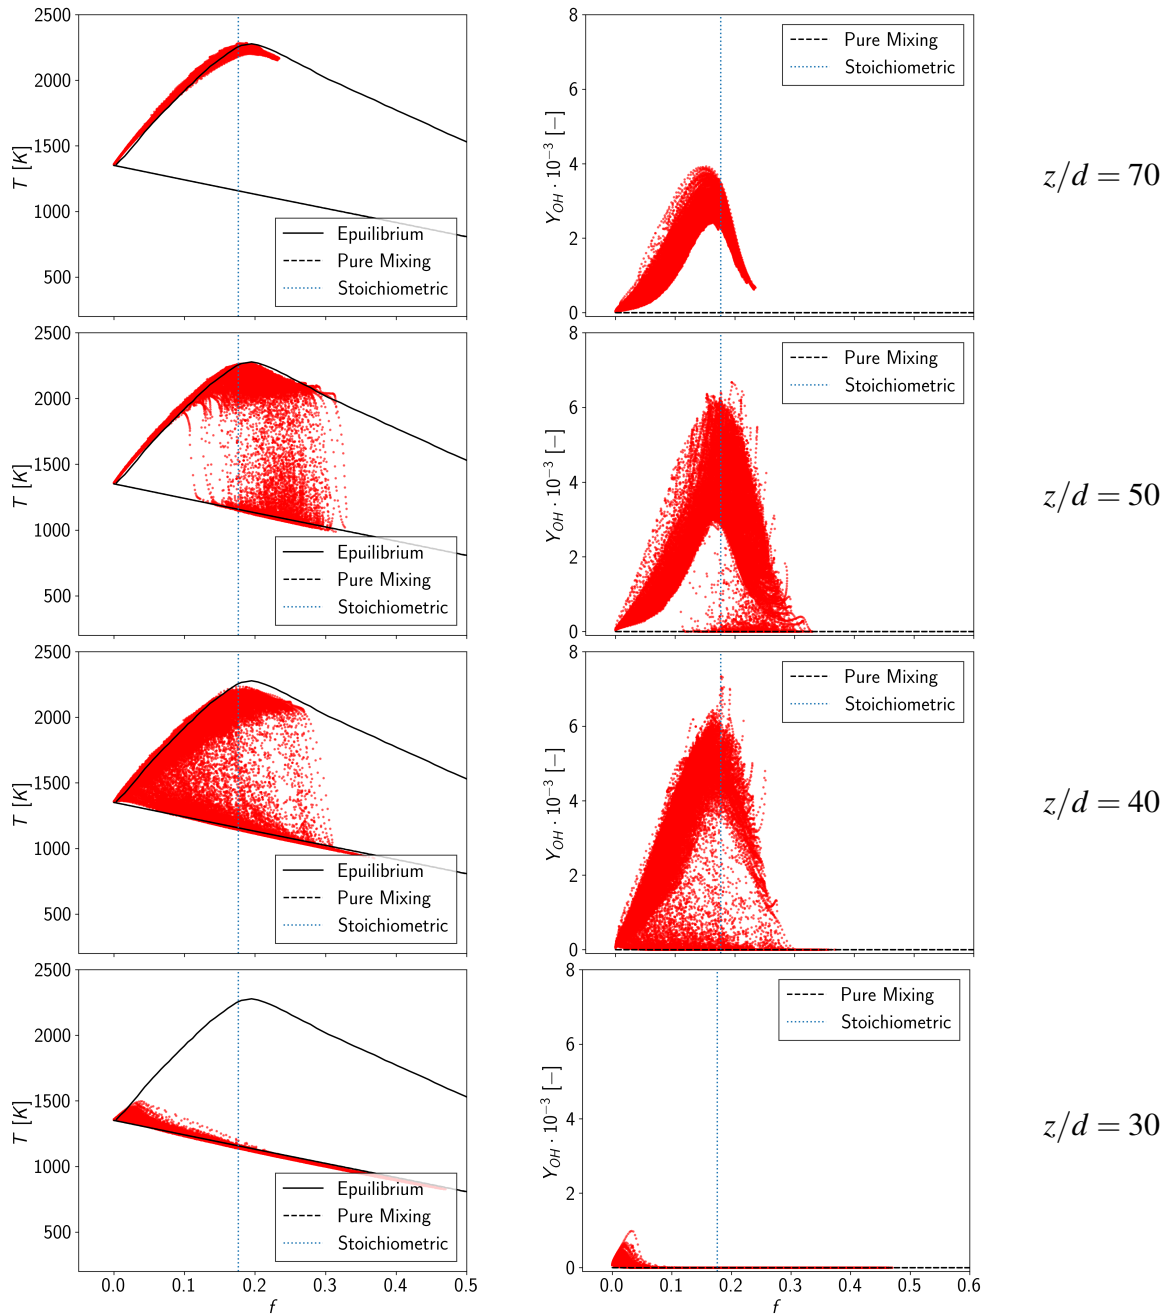 2500
2000
1500
1000
500
T [K]
Epuilibrium
Pure Mixing
Stoichiometric
8
6
4
2
0
Y_OH · 10^−3 [−]
Pure Mixing
Stoichiometric
z/d = 70
2500
2000
1500
1000
500
T [K]
Epuilibrium
Pure Mixing
Stoichiometric
8
6
4
2
0
Y_OH · 10^−3 [−]
Pure Mixing
Stoichiometric
z/d = 50
2500
2000
1500
1000
500
T [K]
Epuilibrium
Pure Mixing
Stoichiometric
8
6
4
2
0
Y_OH · 10^−3 [−]
Pure Mixing
Stoichiometric
z/d = 40
2500
2000
1500
1000
500
T [K]
Epuilibrium
Pure Mixing
Stoichiometric
0.0 0.1 0.2 0.3 0.4 0.5
f
8
6
4
2
0
Y_OH · 10^−3 [−]
Pure Mixing
Stoichiometric
0.0 0.1 0.2 0.3 0.4 0.5 0.6
f
z/d = 30